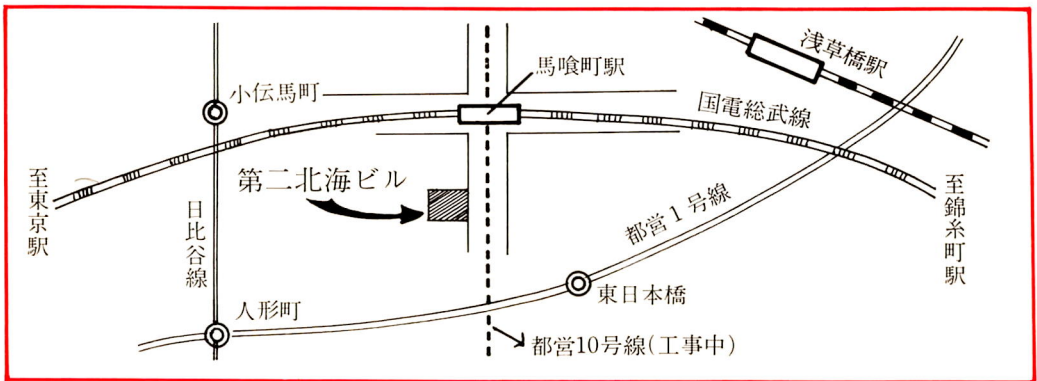 浅草橋駅
馬喰町駅
小伝馬町
国電総武線
第二北海ビル
至東京駅
日比谷線
都営1号線
至錦糸町駅
東日本橋
人形町
都営10号線(工事中)